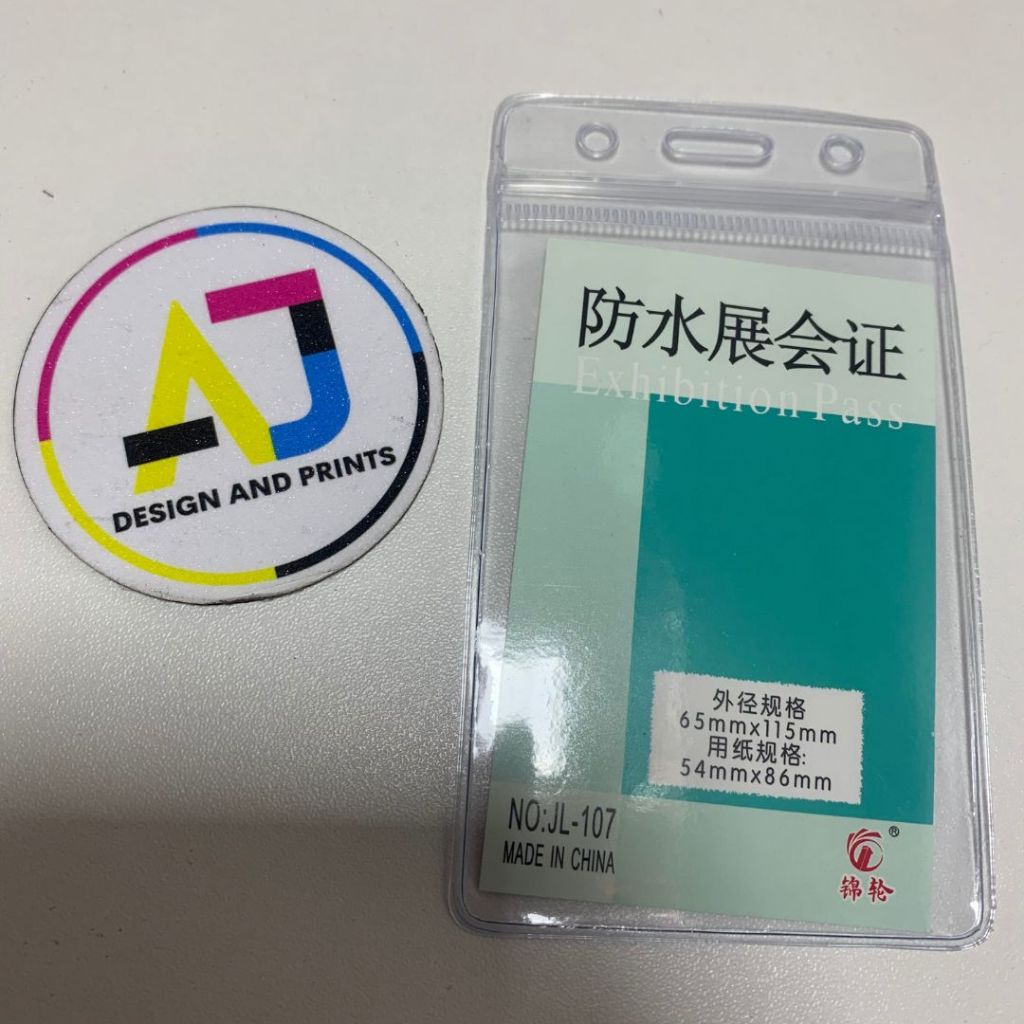 AJ
DESIGN AND PRINTS
防水展会证
Exhibition Pass
外径规格
65mmx115mm
用纸规格:
54mmx86mm
NO:JL-107
MADE IN CHINA
®
锦轮